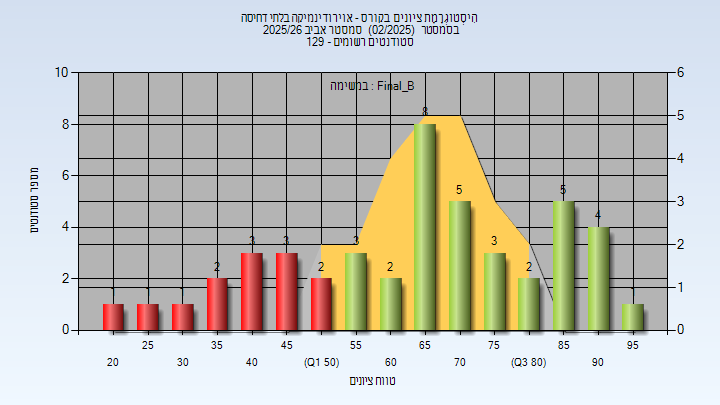 היסטוגרמת ציונים בקורס - אוירודינמיקה בלתי דחיסה
בסמסטר (02/2025) סמסטר אביב 2025/26
סטודנטים רשומים - 129
במשימה : Final_B
10 8 6 4 2 0
מספר סטודנטים
6 5 4 3 2 1 0
1 1 1 2 3 3 2 3 2 8 5 3 2 5 4 1
25 35 45 55 65 75 85 95
20 30 40 (Q1 50) 60 70 (Q3 80) 90
טווח ציונים